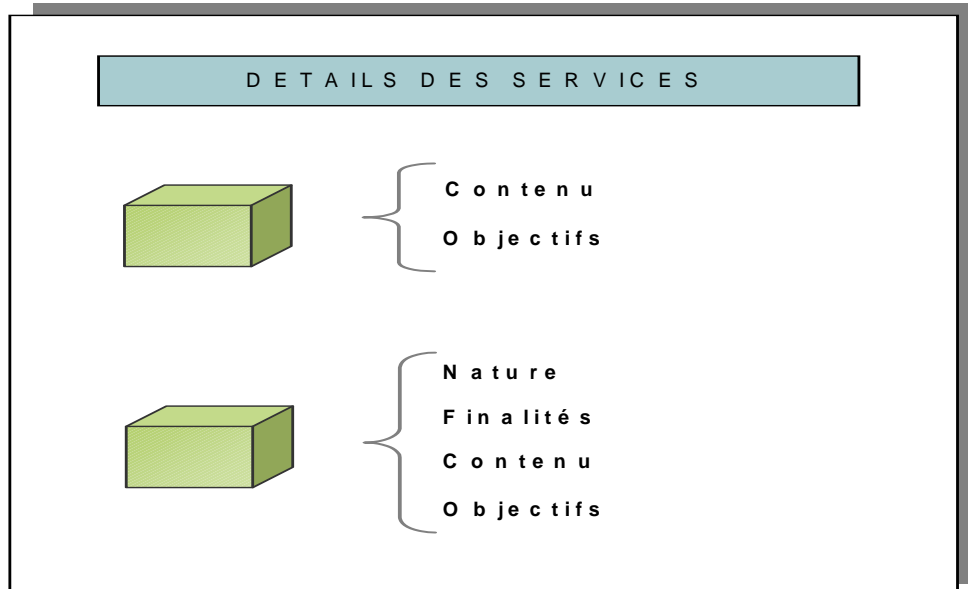 DETAILS DES SERVICES
Contenu
Objectifs
Nature
Finalités
Contenu
Objectifs